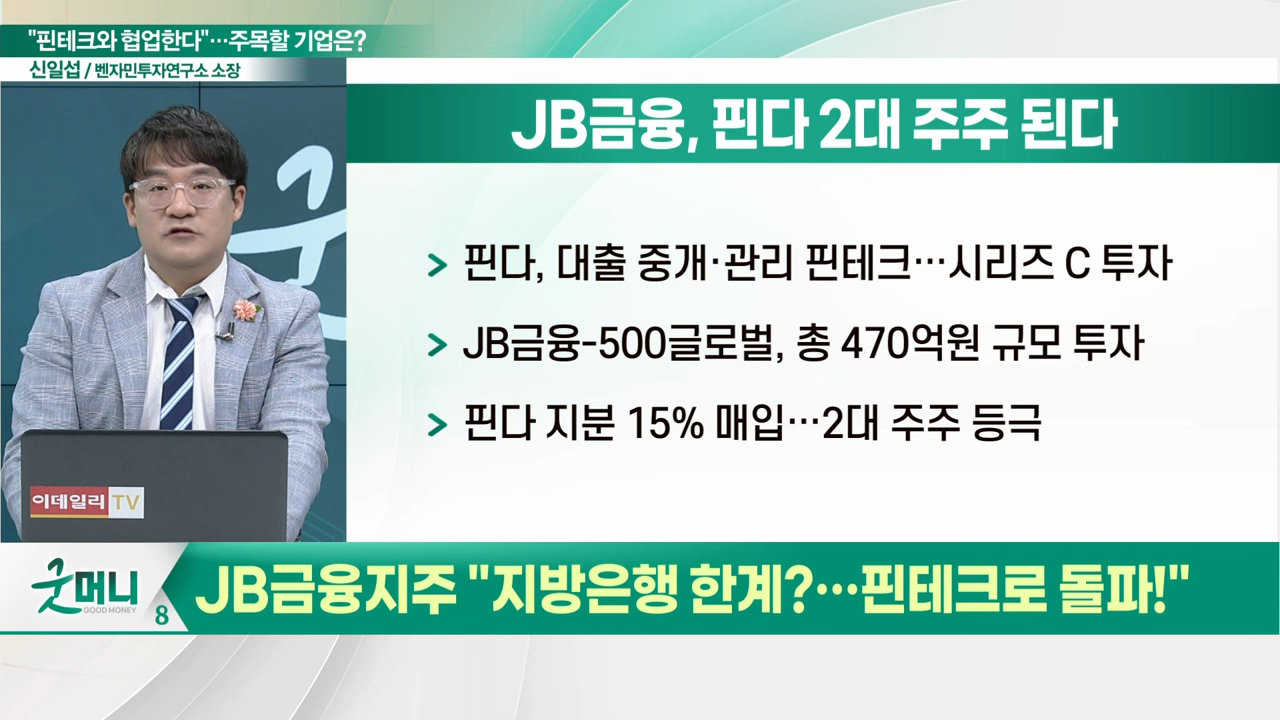 "핀테크와 협업한다"…주목할 기업은?
신일섭 / 벤자민투자연구소 소장
JB금융, 핀다 2대 주주 된다
> 핀다, 대출 중개·관리 핀테크…시리즈 C 투자
> JB금융-500글로벌, 총 470억원 규모 투자
> 핀다 지분 15% 매입…2대 주주 등극
이데일리 TV
굿머니
GOOD MONEY
8
JB금융지주 "지방은행 한계?…핀테크로 돌파!"